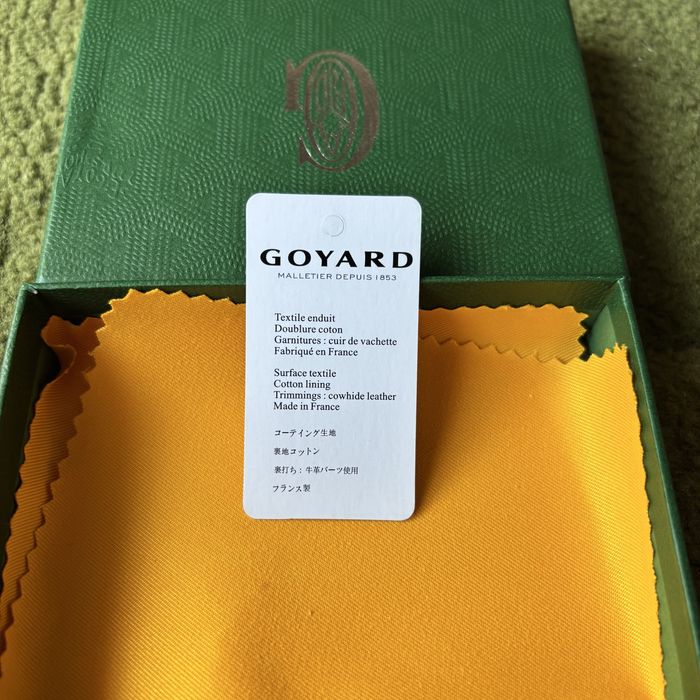 GOYARD
MALLETIER DEPUIS 1853
Textile enduit
Doublure coton
Garnitures : cuir de vachette
Fabriqué en France
Surface textile
Cotton lining
Trimmings : cowhide leather
Made in France
コーテイング生地
裏地コットン
裏打ち：牛革パーツ使用
フランス製